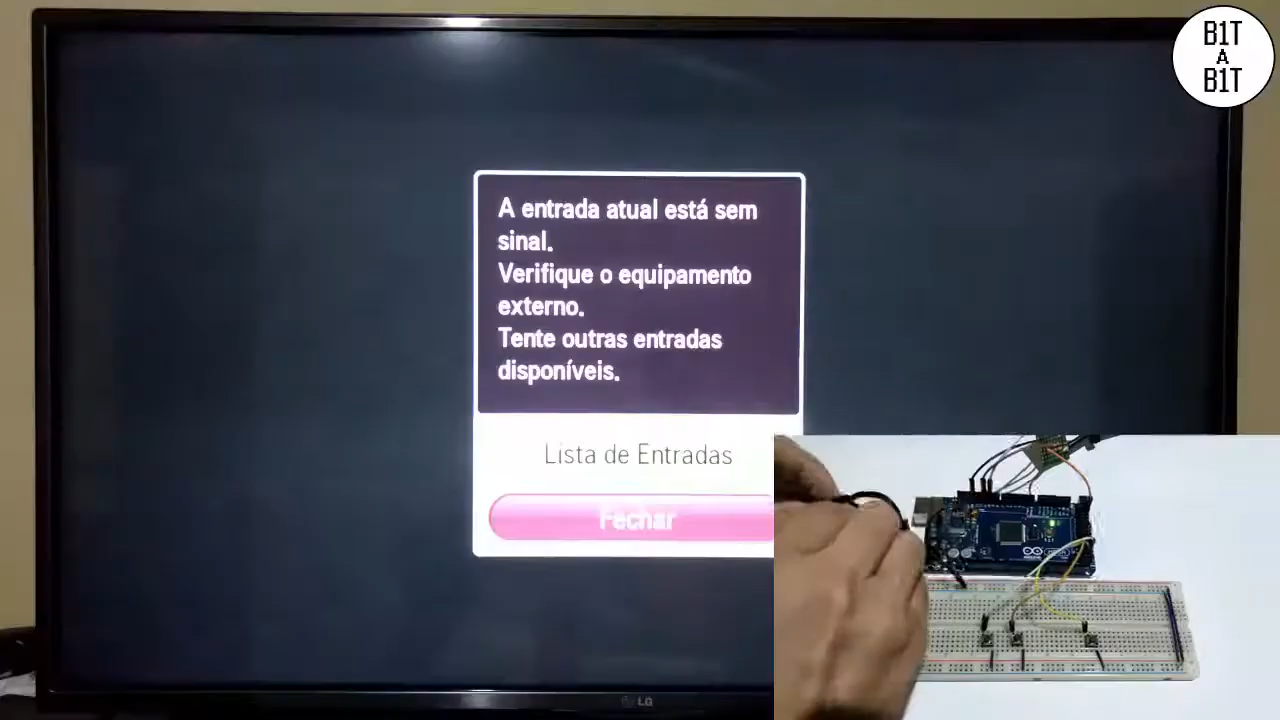 B1T
A
B1T
A entrada atual está sem
sinal.
Verifique o equipamento
externo.
Tente outras entradas
disponíveis.
Lista de Entradas
Fechar
LG